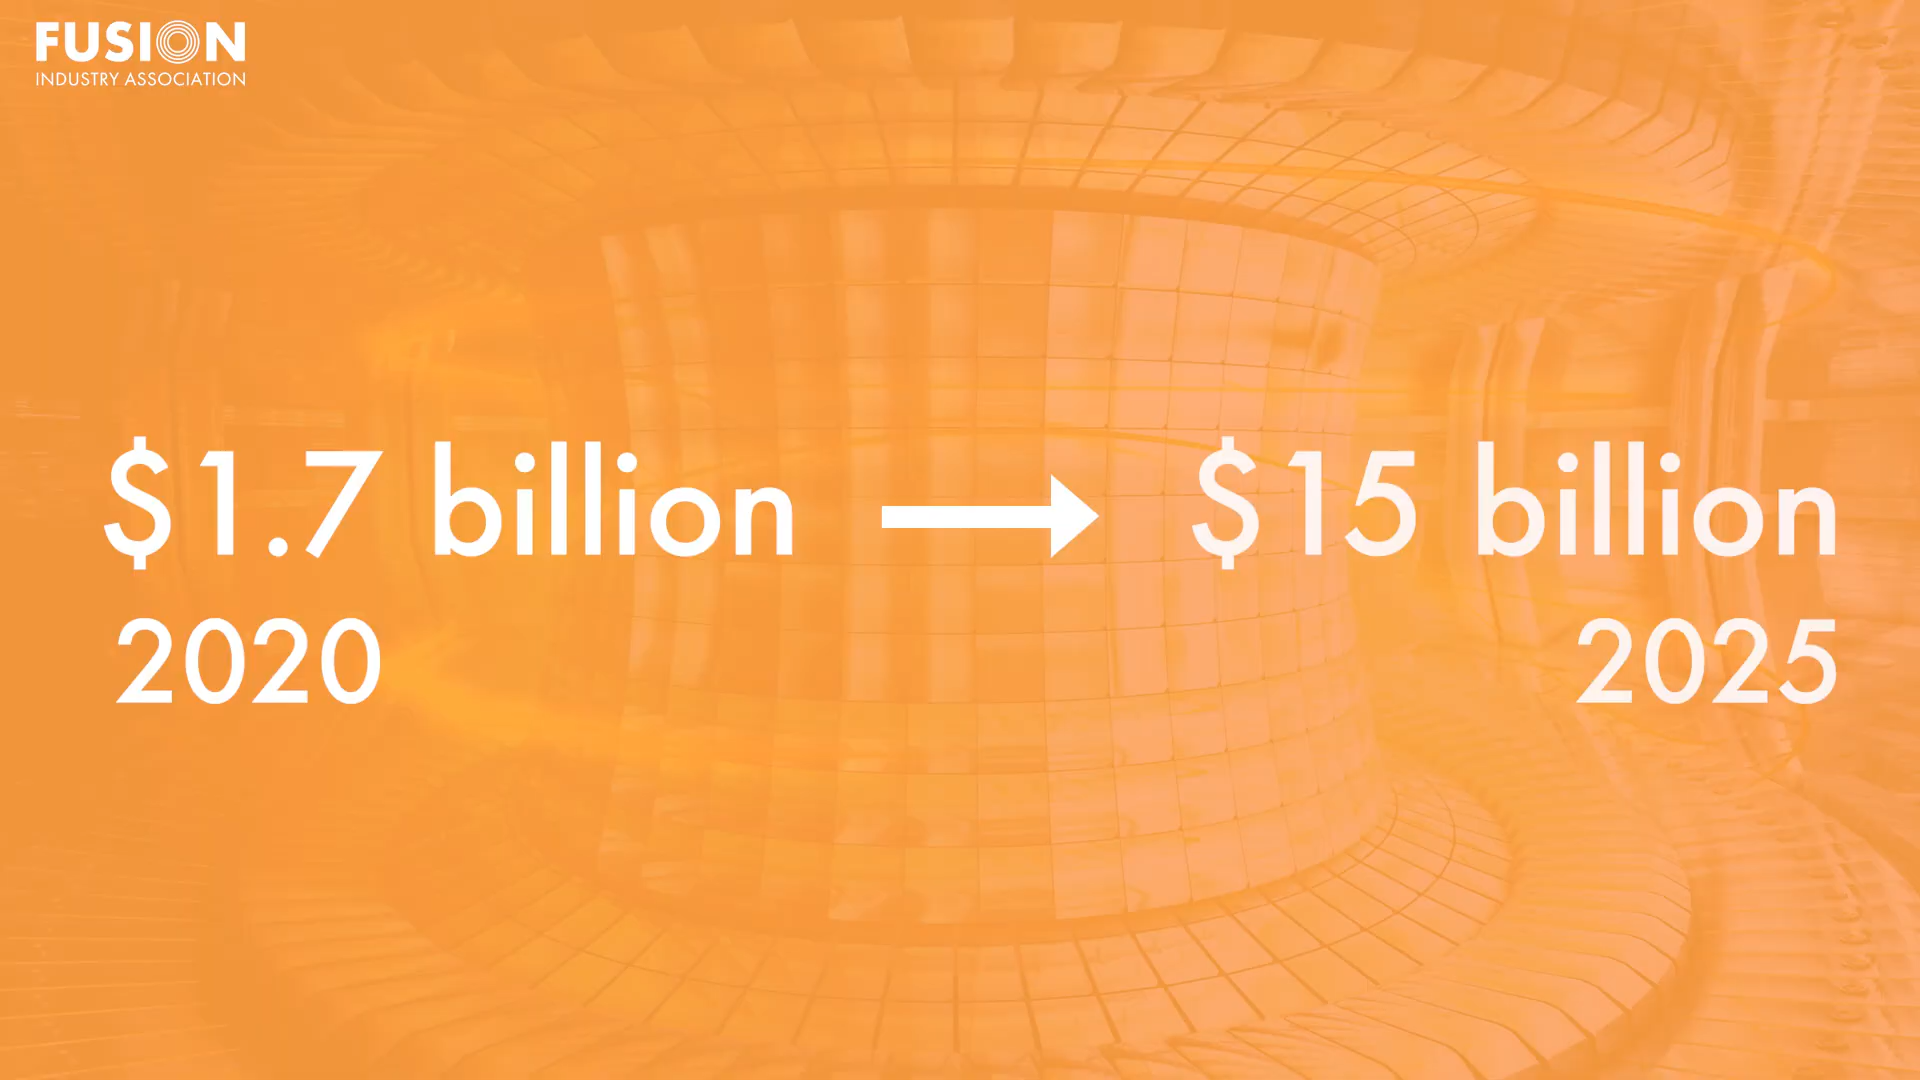 FUSION
INDUSTRY ASSOCIATION
$1.7 billion → $15 billion
2020 2025